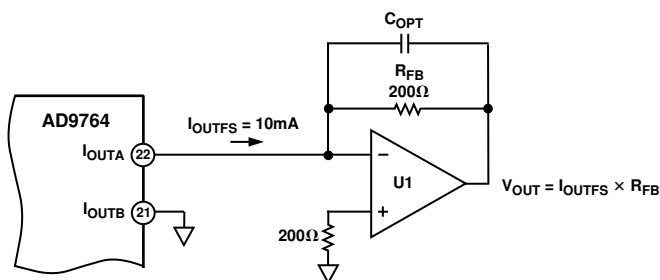 C_OPT
R_FB
200Ω
AD9764
I_OUTFS = 10mA
I_OUTA
22
–
U1
V_OUT = I_OUTFS × R_FB
I_OUTB
21
+
200Ω